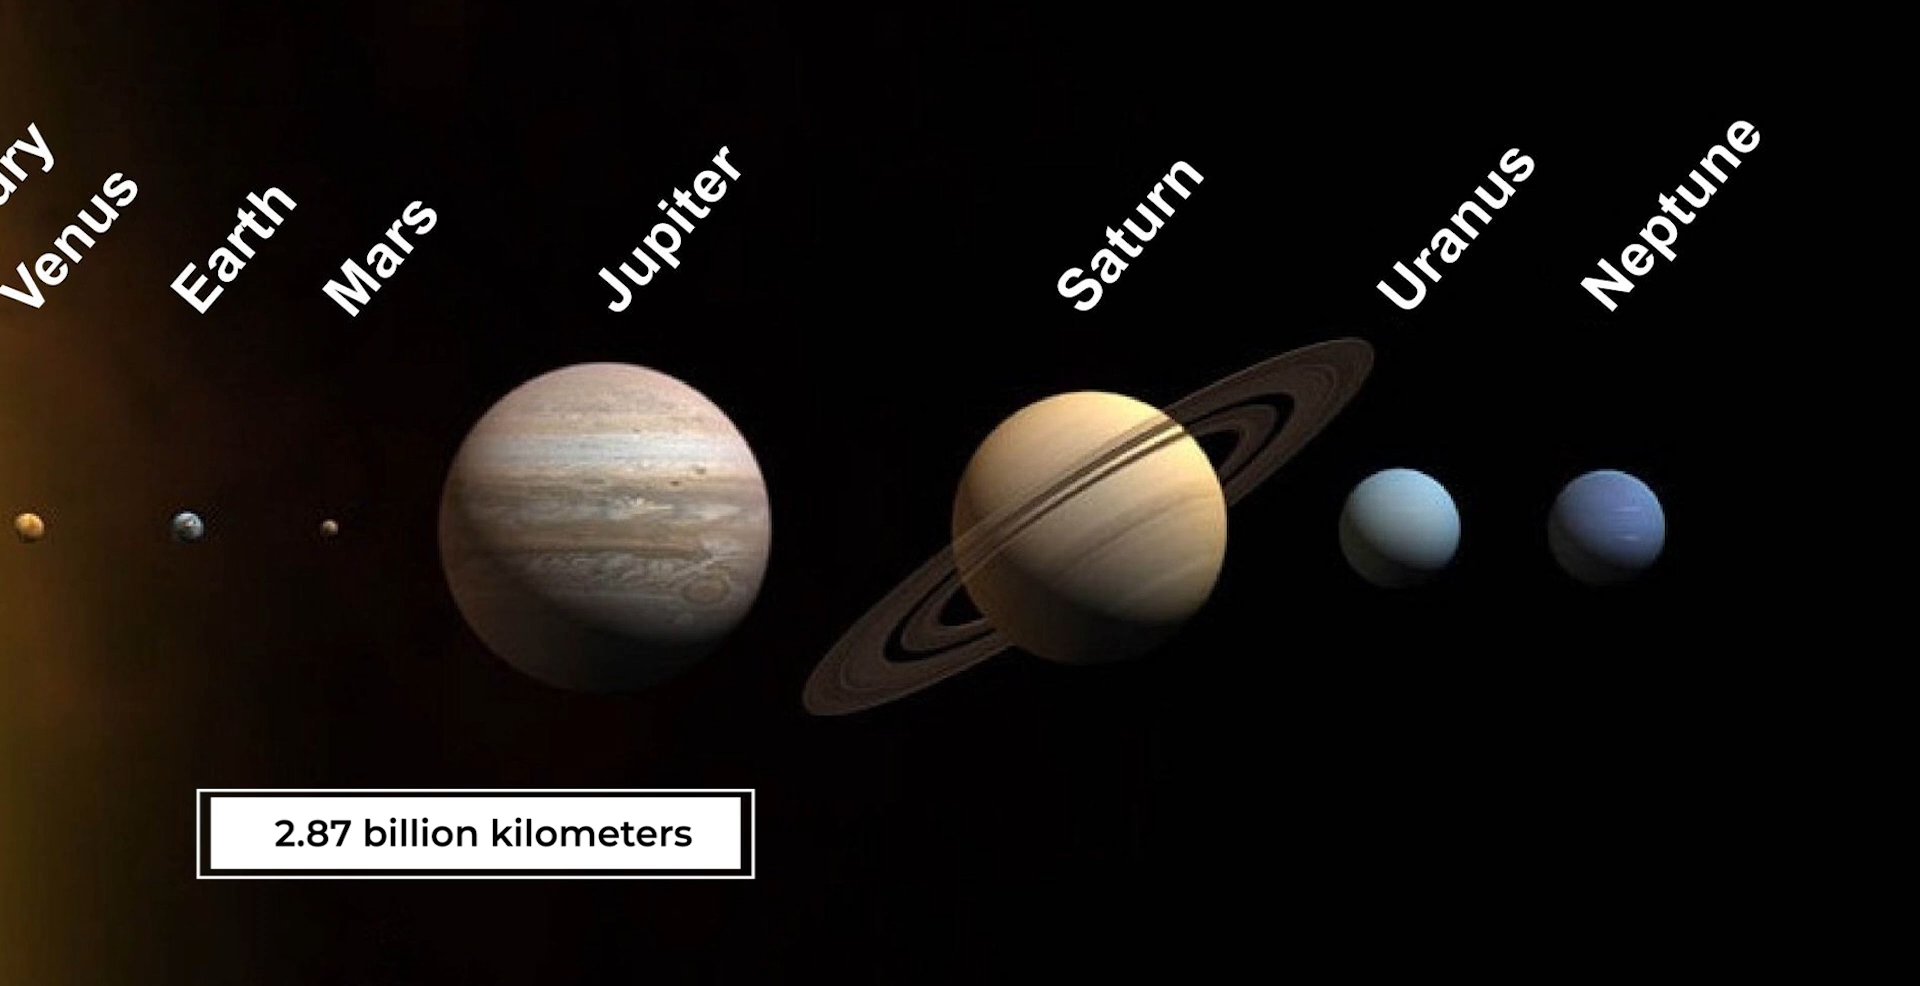 Venus
Earth
Mars
Jupiter
Saturn
Uranus
Neptune
2.87 billion kilometers